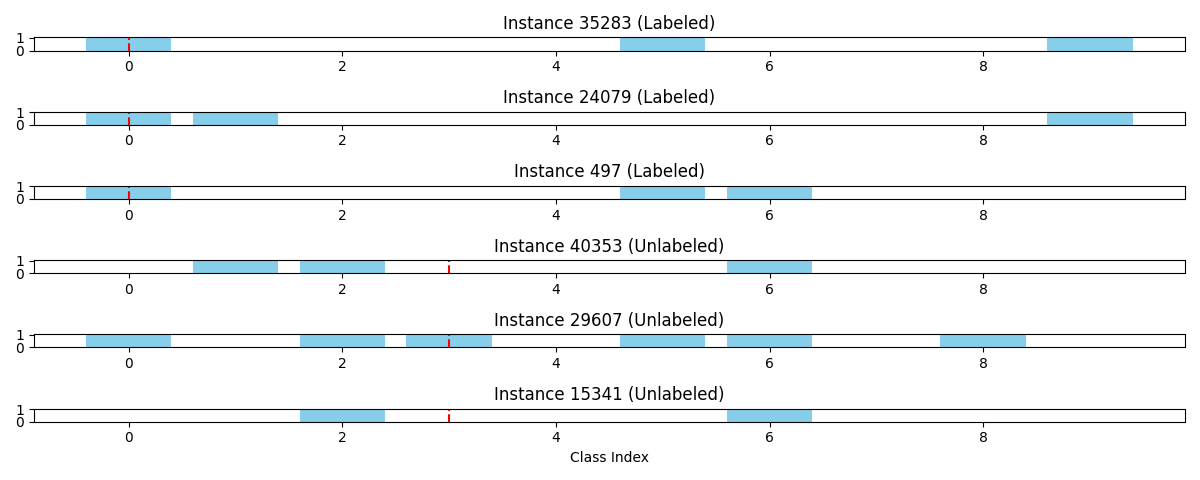 Instance 35283 (Labeled)
1
0
0 2 4 6 8
Instance 24079 (Labeled)
1
0
0 2 4 6 8
Instance 497 (Labeled)
1
0
0 2 4 6 8
Instance 40353 (Unlabeled)
1
0
0 2 4 6 8
Instance 29607 (Unlabeled)
1
0
0 2 4 6 8
Instance 15341 (Unlabeled)
1
0
0 2 4 6 8
Class Index